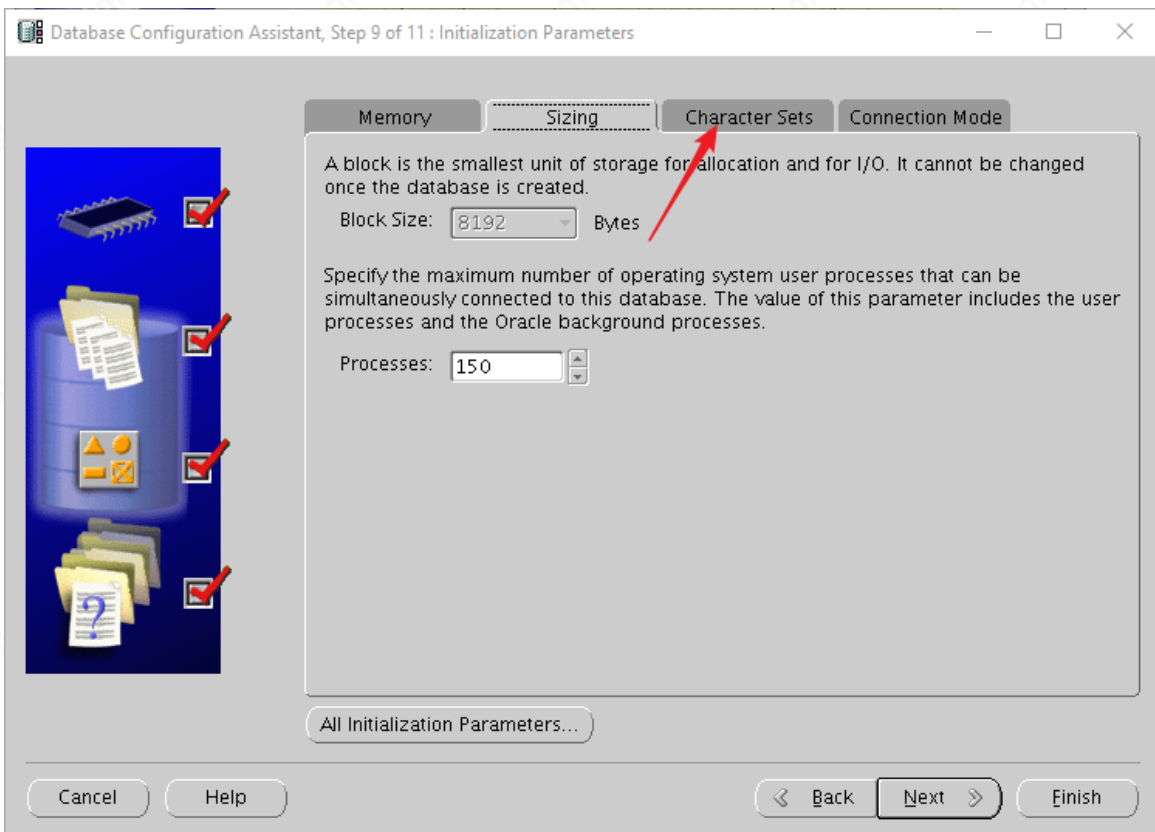 Database Configuration Assistant, Step 9 of 11 : Initialization Parameters
Memory
Sizing
Character Sets
Connection Mode
A block is the smallest unit of storage for allocation and for I/O. It cannot be changed
once the database is created.
Block Size: 8192 Bytes
Specify the maximum number of operating system user processes that can be
simultaneously connected to this database. The value of this parameter includes the user
processes and the Oracle background processes.
Processes: 150
?
All Initialization Parameters...
Cancel
Help
Back
Next
Finish